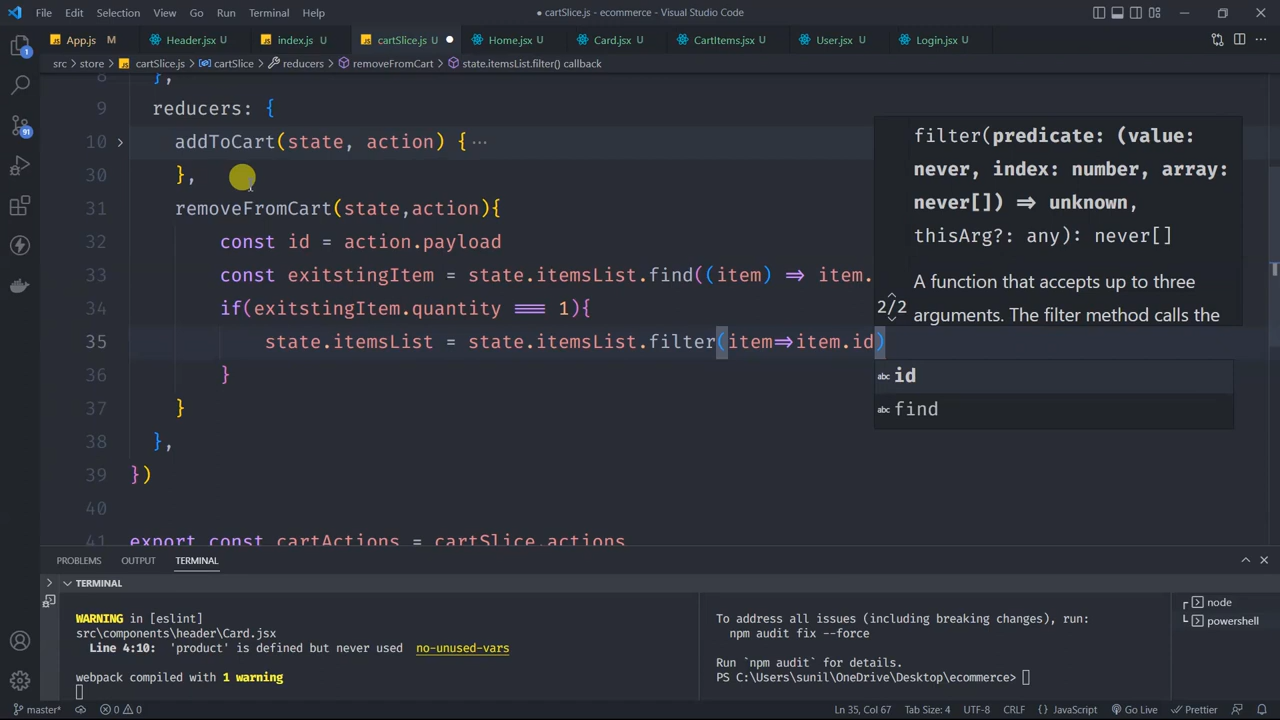 File Edit Selection View Go Run Terminal Help
● cartSlice.js - ecommerce - Visual Studio Code
App.js M
Header.jsx U
index.js U
cartSlice.js U ●
Home.jsx U
Card.jsx U
CartItems.jsx U
User.jsx U
Login.jsx U
src > store > cartSlice.js > cartSlice > reducers > removeFromCart > state.itemsList.filter() callback
8 },
9 reducers: {
10 addToCart(state, action) { ···
30 },
31 removeFromCart(state,action){
32 const id = action.payload
33 const exitstingItem = state.itemsList.find((item) => item.
34 if(exitstingItem.quantity === 1){
35 state.itemsList = state.itemsList.filter(item=>item.id)
36 }
37 }
38 },
39 })
40
41 export const cartActions = cartSlice.actions
filter(predicate: (value:
never, index: number, array:
never[]) => unknown,
thisArg?: any): never[]
A function that accepts up to three
2/2
arguments. The filter method calls the
abc id
abc find
1
91
PROBLEMS OUTPUT TERMINAL
TERMINAL
WARNING in [eslint]
src\components\header\Card.jsx
Line 4:10: 'product' is defined but never used no-unused-vars
webpack compiled with 1 warning
To address all issues (including breaking changes), run:
npm audit fix --force
Run `npm audit` for details.
PS C:\Users\sunil\OneDrive\Desktop\ecommerce>
node
powershell
master* 0 0 Ln 35, Col 67 Tab Size: 4 UTF-8 CRLF JavaScript Go Live Prettier